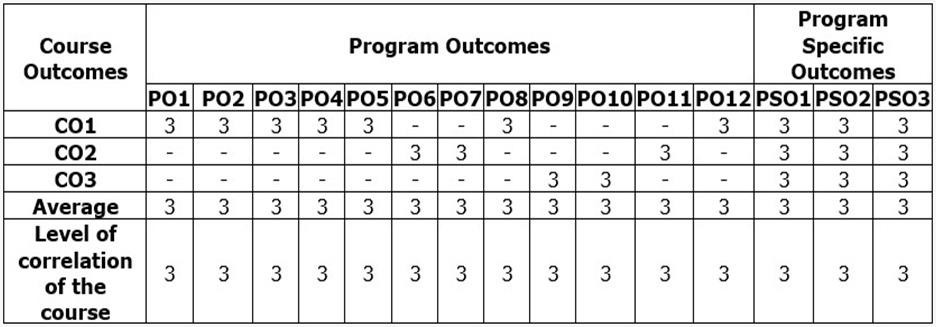 Course Outcomes Program Outcomes Program Specific Outcomes
PO1 PO2 PO3 PO4 PO5 PO6 PO7 PO8 PO9 PO10 PO11 PO12 PSO1 PSO2 PSO3
CO1 3 3 3 3 3 - - 3 - - - 3 3 3 3
CO2 - - - - - 3 3 - - - 3 - 3 3 3
CO3 - - - - - - - - 3 3 - - 3 3 3
Average 3 3 3 3 3 3 3 3 3 3 3 3 3 3 3
Level of correlation of the course 3 3 3 3 3 3 3 3 3 3 3 3 3 3 3